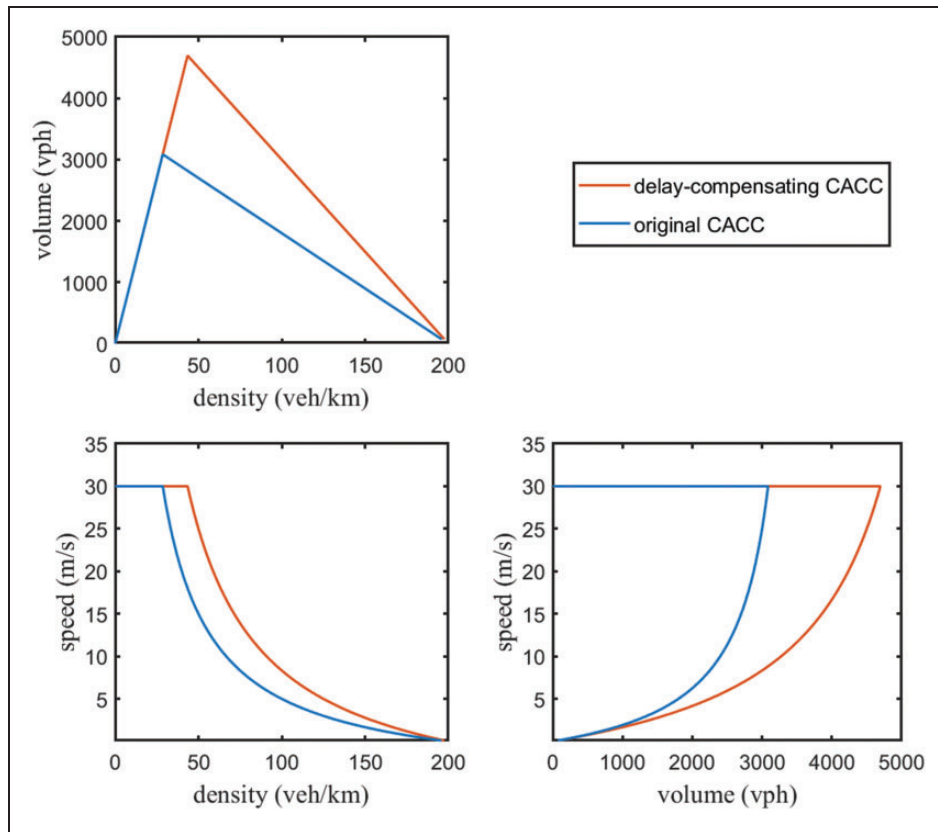 5000
4000
3000
2000
1000
0
volume (vph)
0 50 100 150 200
density (veh/km)
delay-compensating CACC
original CACC
35
30
25
20
15
10
5
speed (m/s)
0 50 100 150 200
density (veh/km)
35
30
25
20
15
10
5
speed (m/s)
0 1000 2000 3000 4000 5000
volume (vph)